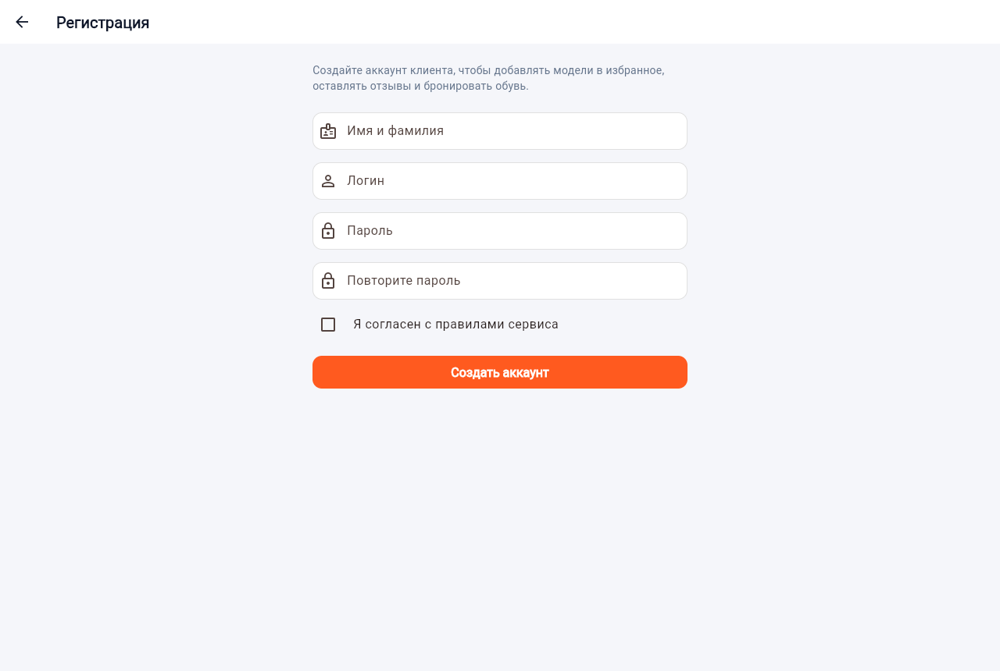 Регистрация
Создайте аккаунт клиента, чтобы добавлять модели в избранное,
оставлять отзывы и бронировать обувь.
Имя и фамилия
Логин
Пароль
Повторите пароль
Я согласен с правилами сервиса
Создать аккаунт